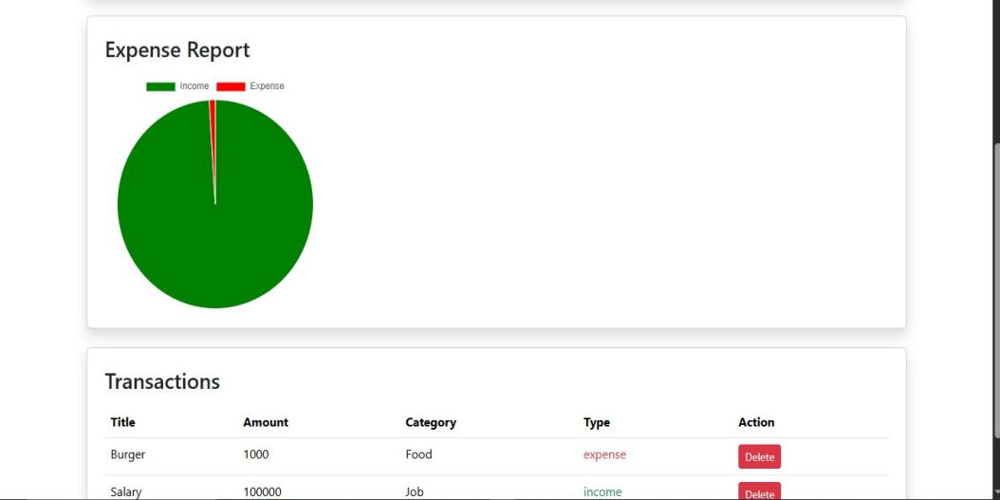 Expense Report
Income Expense
Transactions
Title Amount Category Type Action
Burger 1000 Food expense Delete
Salary 100000 Job income Delete